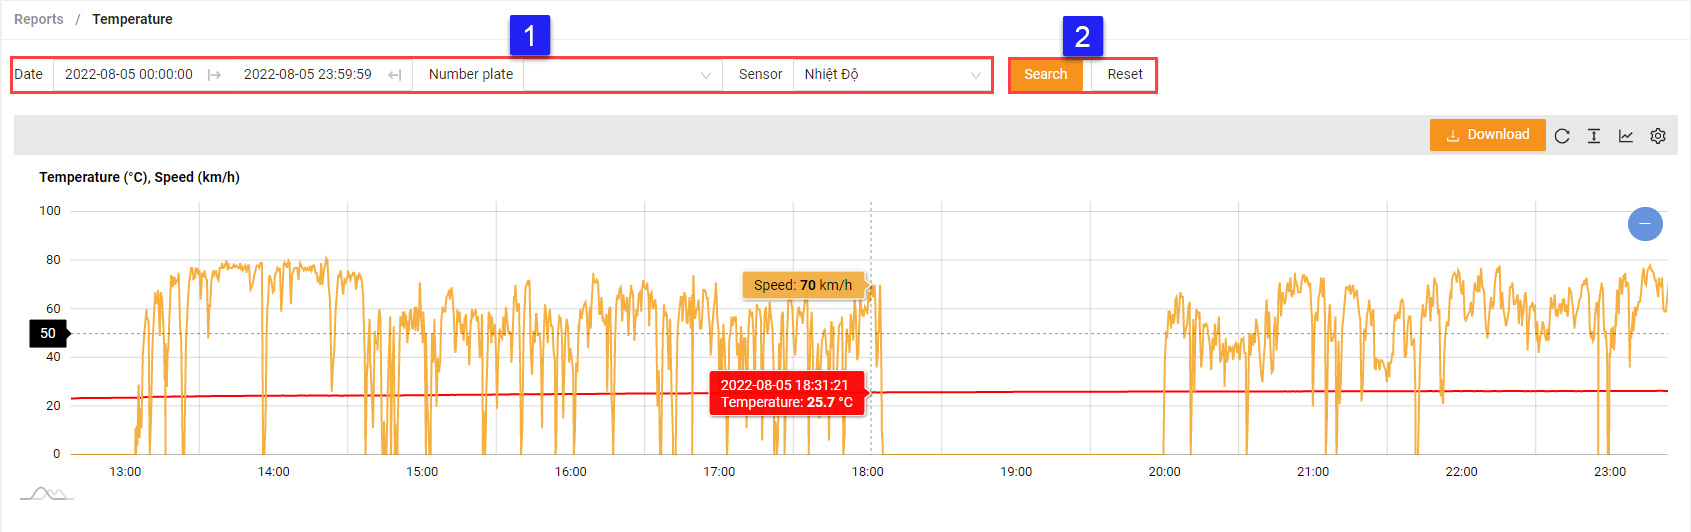 Reports / Temperature
1
2
Date 2022-08-05 00:00:00 2022-08-05 23:59:59 Number plate Sensor Nhiệt Độ Search Reset
Download
Temperature (°C), Speed (km/h)
100
80
60
50
40
20
0
Speed: 70 km/h
2022-08-05 18:31:21
Temperature: 25.7 °C
13:00 14:00 15:00 16:00 17:00 18:00 19:00 20:00 21:00 22:00 23:00